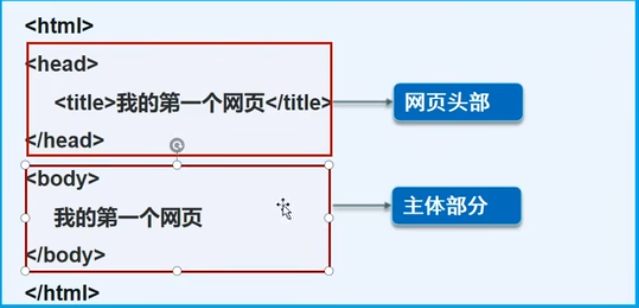 <html>
<head>
<title>我的第一个网页</title>
网页头部
</head>
<body>
我的第一个网页
主体部分
</body>
</html>